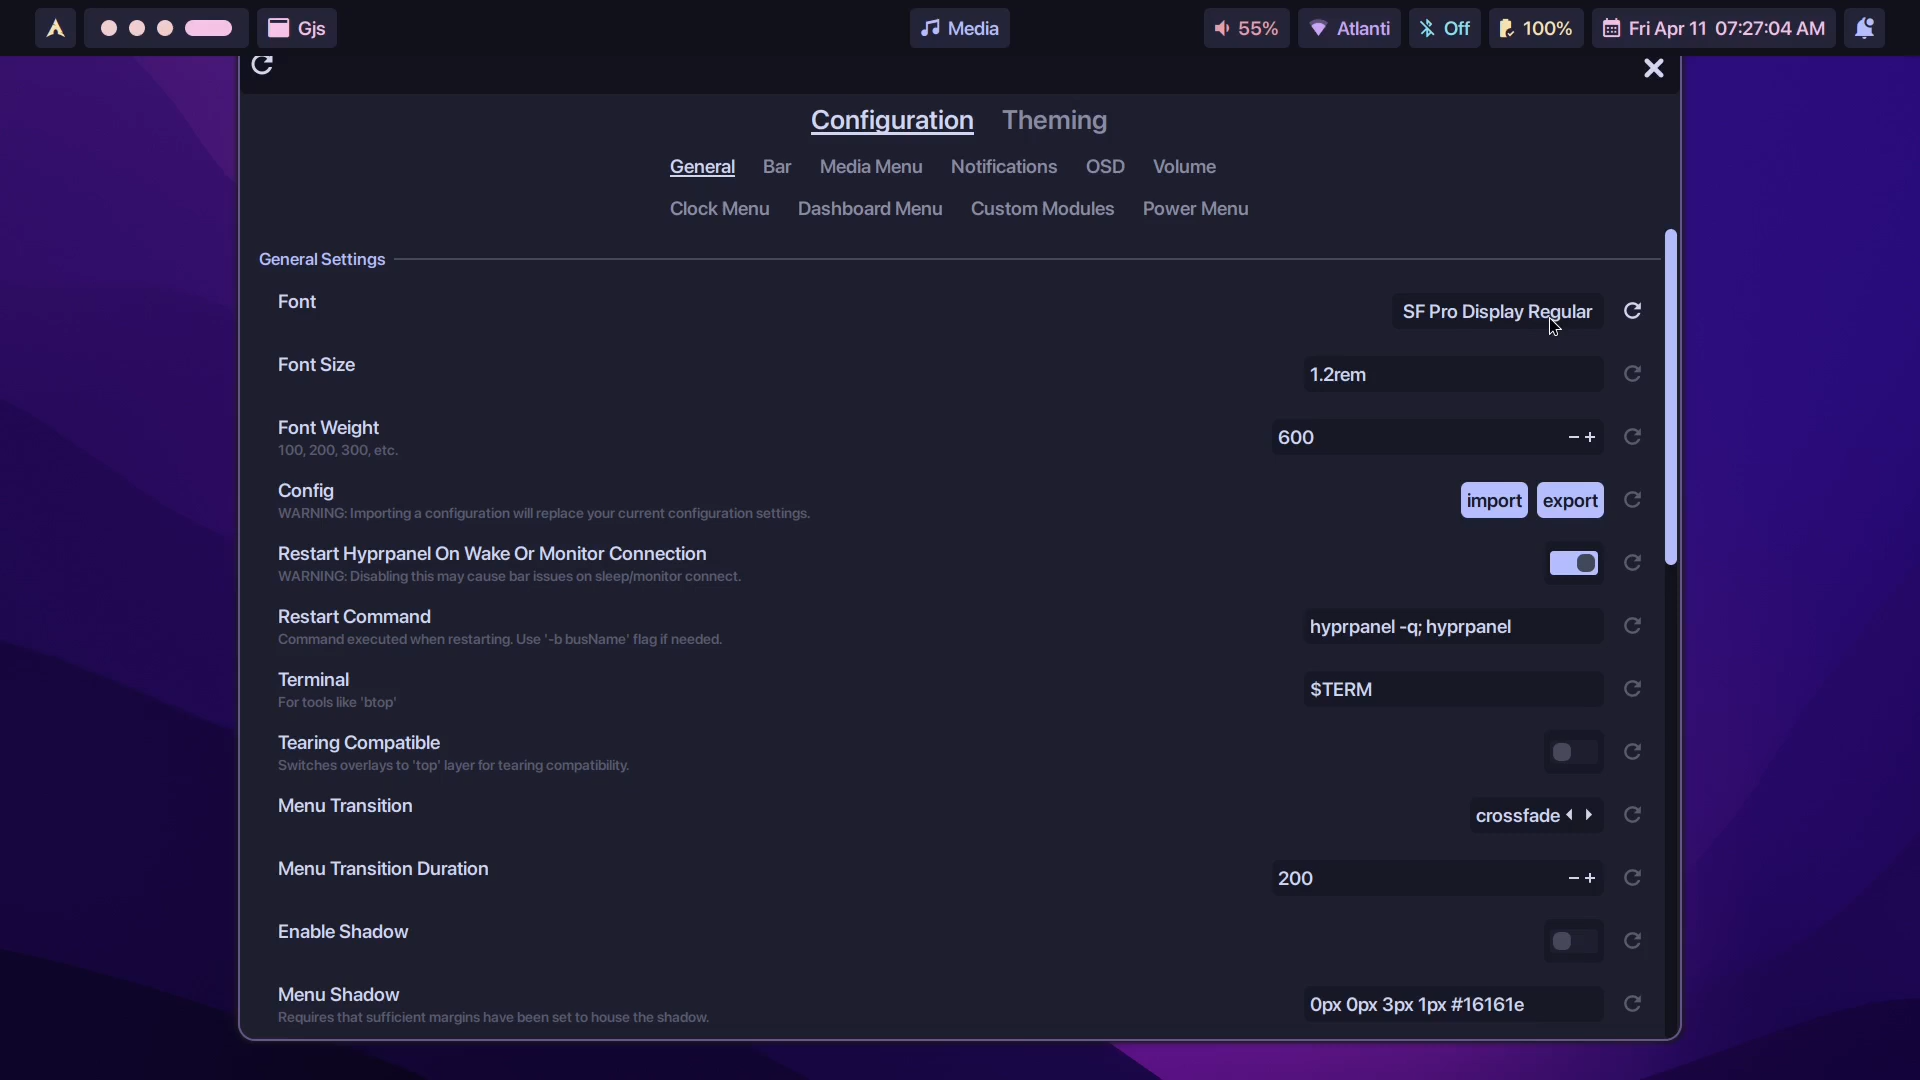 Gjs
Media
55%
Atlanti
Off
100%
Fri Apr 11 07:27:04 AM
Configuration Theming
General Bar Media Menu Notifications OSD Volume
Clock Menu Dashboard Menu Custom Modules Power Menu
General Settings
Font
SF Pro Display Regular
Font Size
1.2rem
Font Weight
100, 200, 300, etc.
600
Config
WARNING: Importing a configuration will replace your current configuration settings.
import export
Restart Hyprpanel On Wake Or Monitor Connection
WARNING: Disabling this may cause bar issues on sleep/monitor connect.
Restart Command
Command executed when restarting. Use '-b busName' flag if needed.
hyprpanel -q; hyprpanel
Terminal
For tools like 'btop'
$TERM
Tearing Compatible
Switches overlays to 'top' layer for tearing compatibility.
Menu Transition
crossfade
Menu Transition Duration
200
Enable Shadow
Menu Shadow
Requires that sufficient margins have been set to house the shadow.
0px 0px 3px 1px #16161e